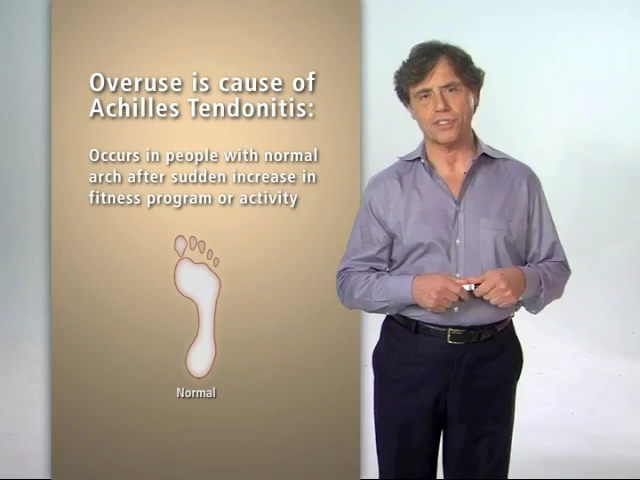 Overuse is cause of
Achilles Tendonitis:
Occurs in people with normal
arch after sudden increase in
fitness program or activity
Normal